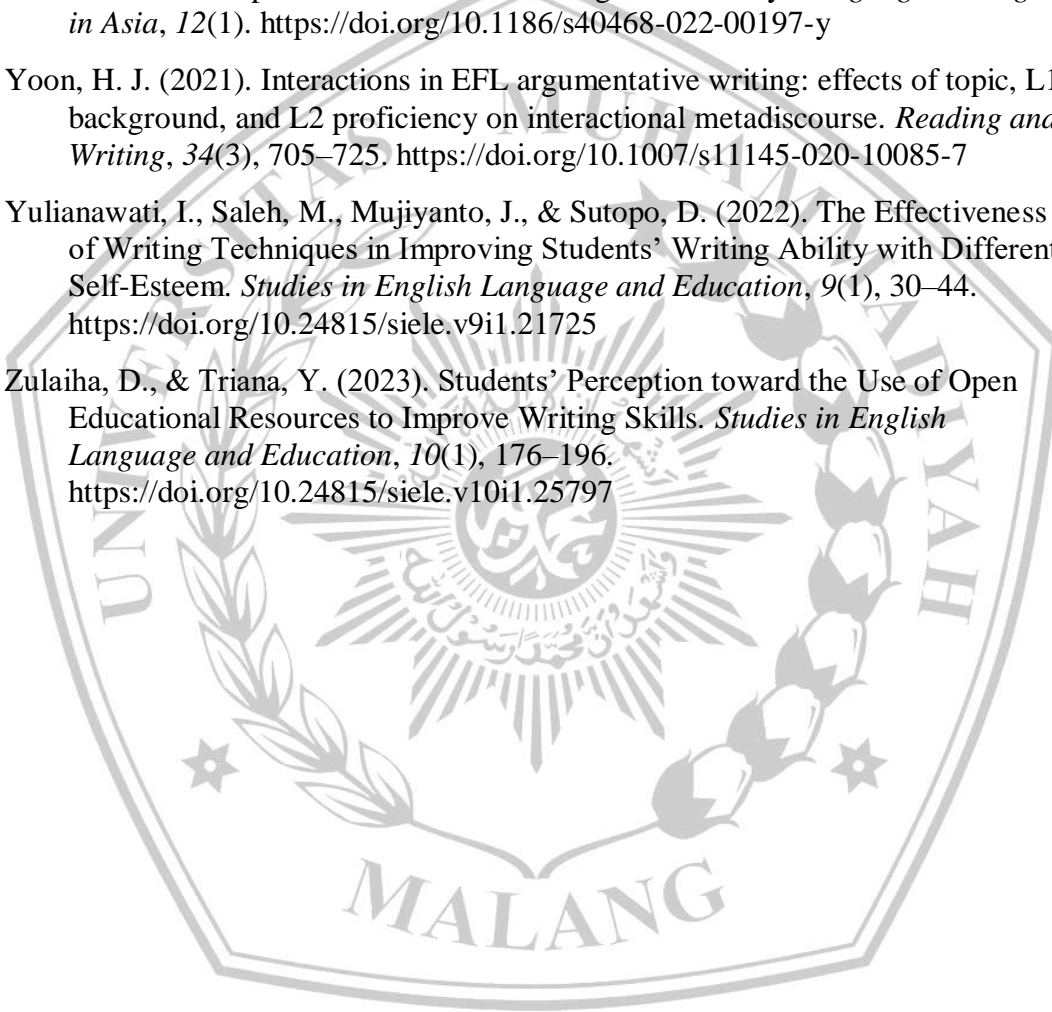 in Asia, 12(1). https://doi.org/10.1186/s40468-022-00197-y
Yoon, H. J. (2021). Interactions in EFL argumentative writing: effects of topic, L1
background, and L2 proficiency on interactional metadiscourse. Reading and
Writing, 34(3), 705–725. https://doi.org/10.1007/s11145-020-10085-7
Yulianawati, I., Saleh, M., Mujiyanto, J., & Sutopo, D. (2022). The Effectiveness
of Writing Techniques in Improving Students’ Writing Ability with Different
Self-Esteem. Studies in English Language and Education, 9(1), 30–44.
https://doi.org/10.24815/siele.v9i1.21725
Zulaiha, D., & Triana, Y. (2023). Students’ Perception toward the Use of Open
Educational Resources to Improve Writing Skills. Studies in English
Language and Education, 10(1), 176–196.
https://doi.org/10.24815/siele.v10i1.25797
UNIVERSITAS MUHAMMADIYAH
MALANG